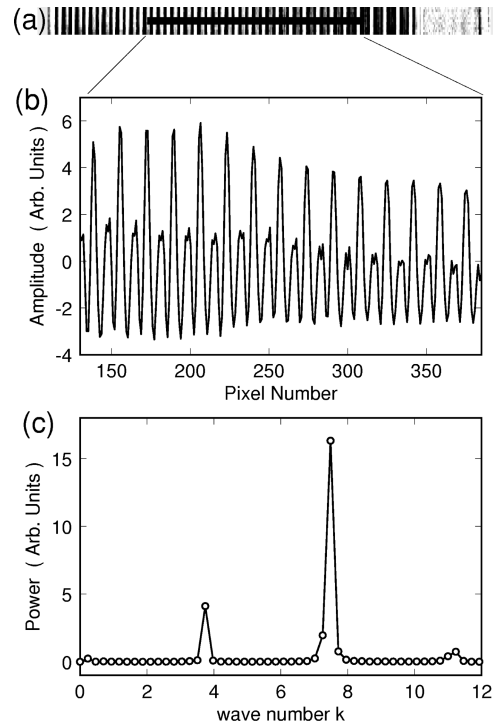 (a)
(b)
Amplitude ( Arb. Units )
6
4
2
0
-2
-4
150 200 250 300 350
Pixel Number
(c)
Power ( Arb. Units )
15
10
5
0
0 2 4 6 8 10 12
wave number k